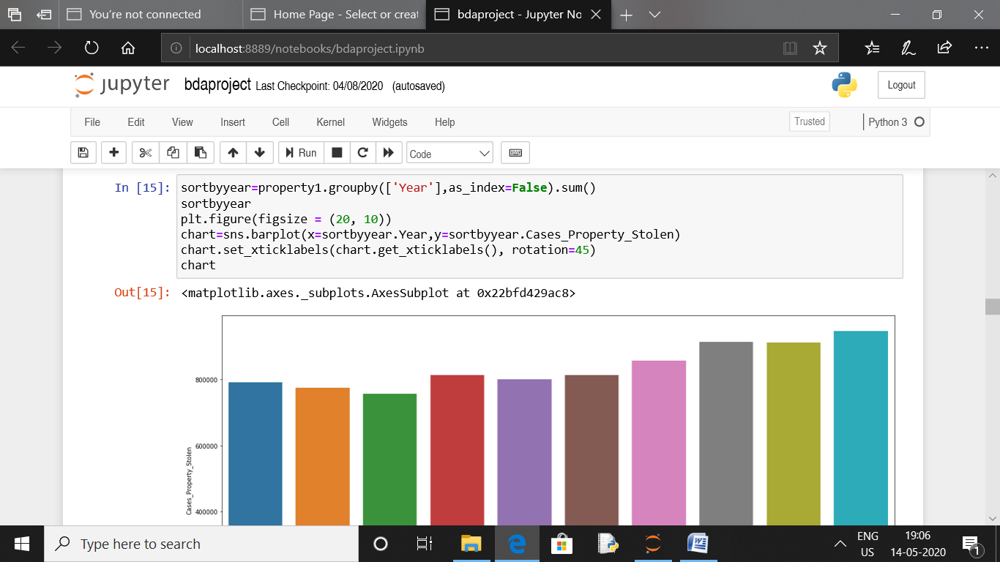 You're not connected
Home Page - Select or creat
bdaproject - Jupyter No
localhost:8889/notebooks/bdaproject.ipynb
jupyter bdaproject Last Checkpoint: 04/08/2020 (autosaved)
Logout
File Edit View Insert Cell Kernel Widgets Help
Trusted
Python 3
Run
Code
In [15]: sortbyyear=property1.groupby(['Year'],as_index=False).sum()
sortbyyear
plt.figure(figsize = (20, 10))
chart=sns.barplot(x=sortbyyear.Year,y=sortbyyear.Cases_Property_Stolen)
chart.set_xticklabels(chart.get_xticklabels(), rotation=45)
chart
Out[15]: <matplotlib.axes._subplots.AxesSubplot at 0x22bfd429ac8>
800000
600000
400000
Cases_Property_Stolen
Type here to search
ENG
US
19:06
14-05-2020
1